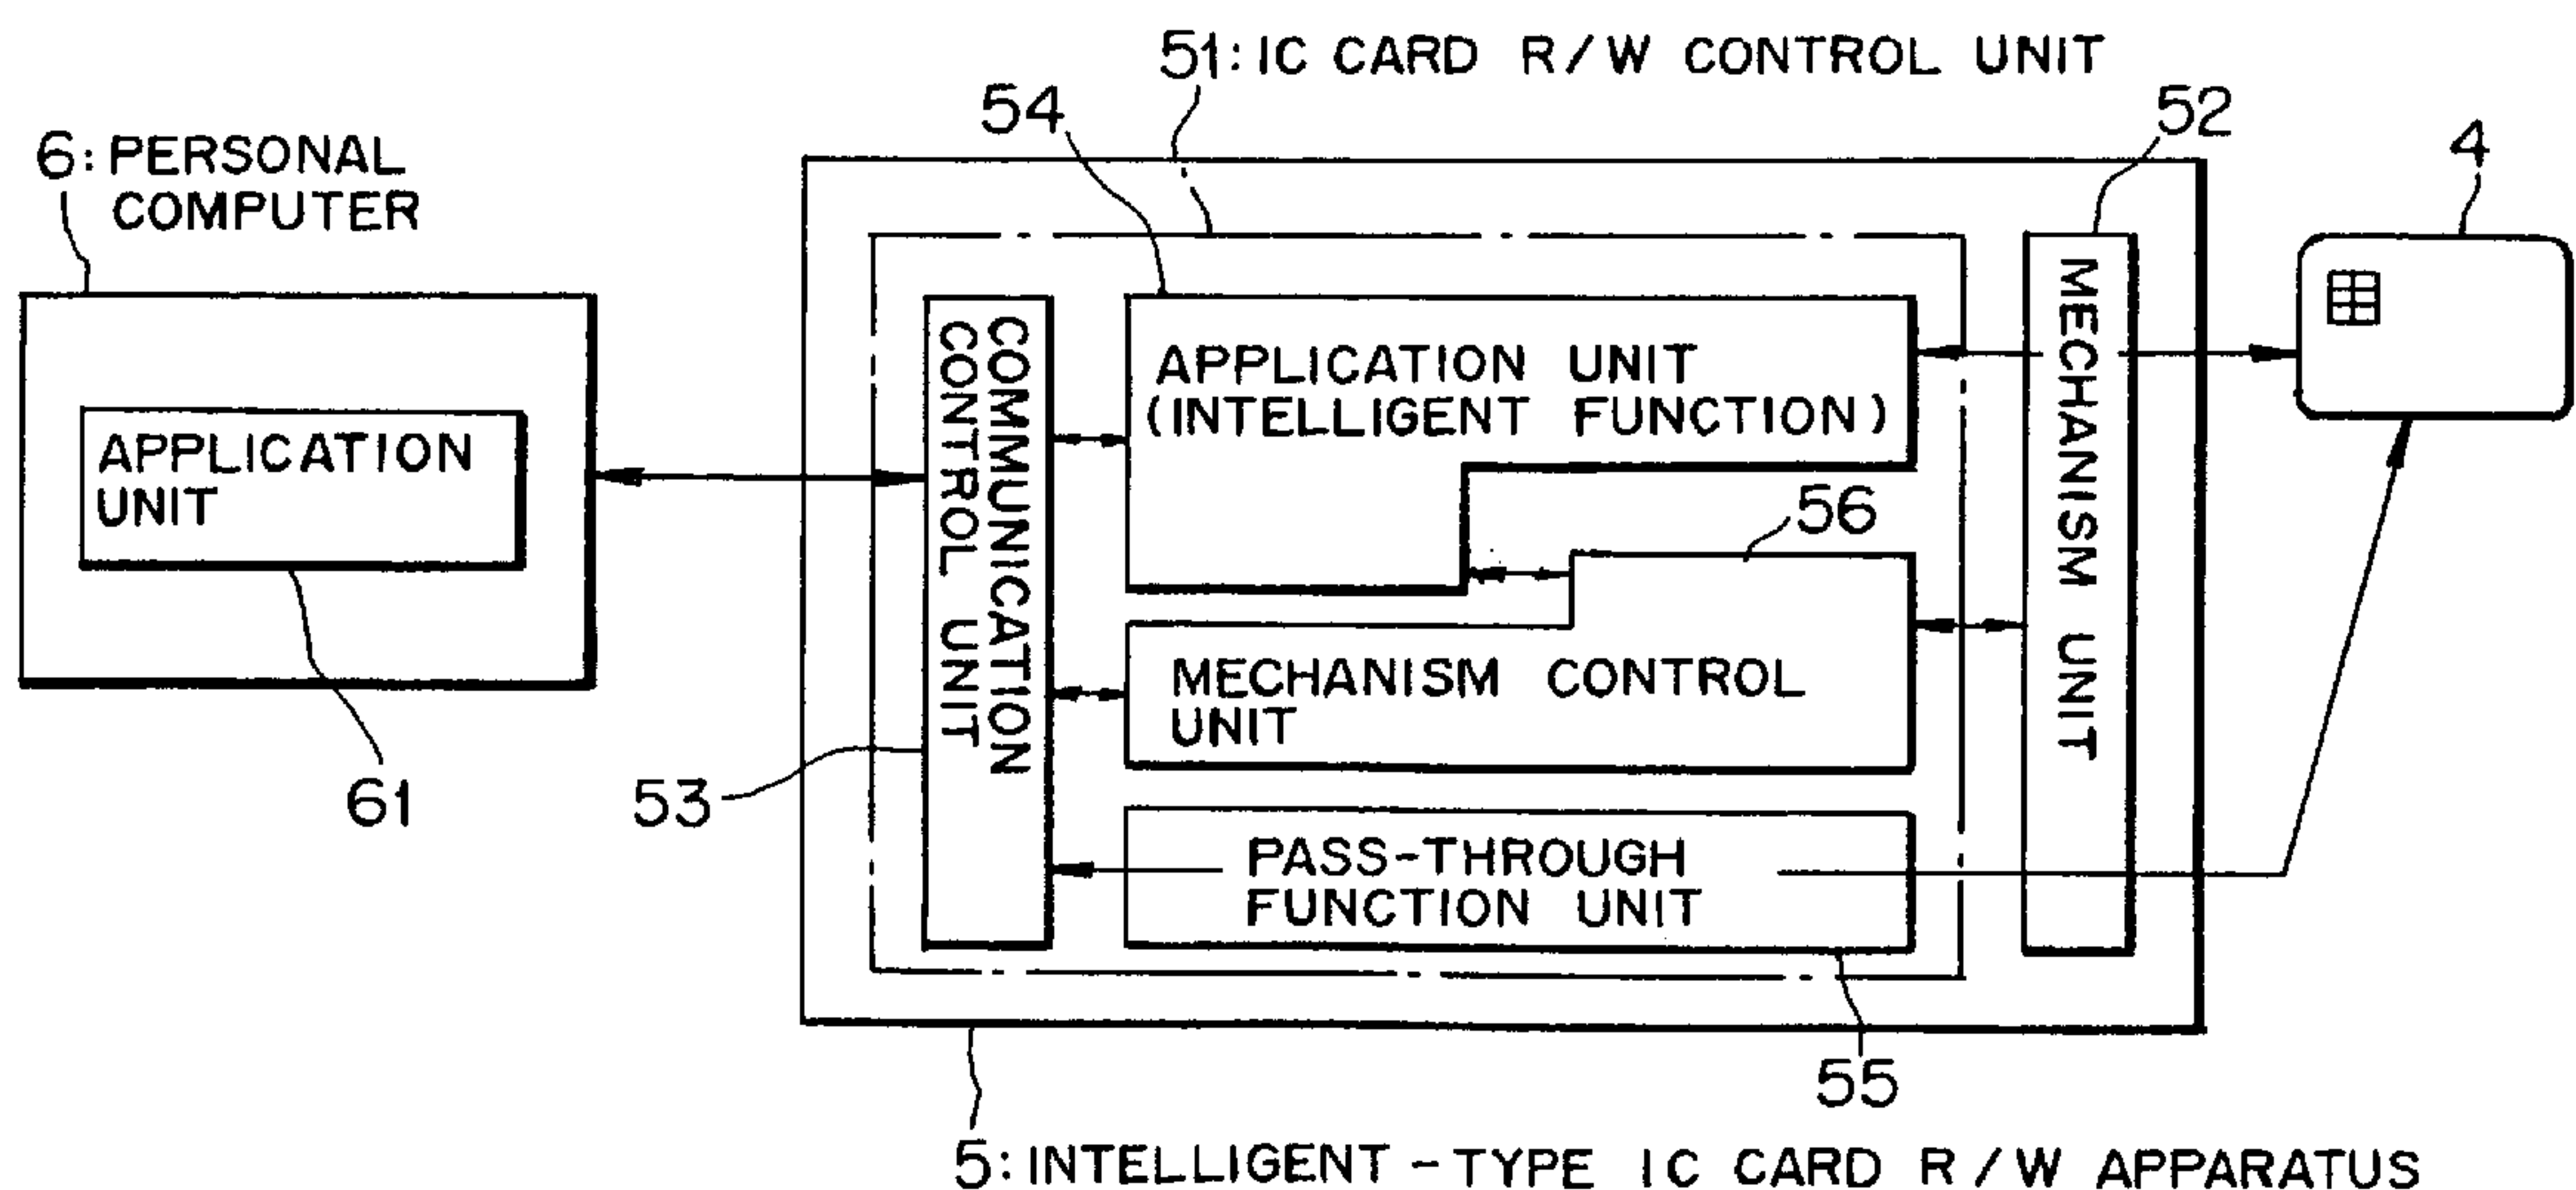 51: IC CARD R/W CONTROL UNIT
54
52
4
6: PERSONAL
COMPUTER
APPLICATION
UNIT
61
COMMUNICATION
CONTROL UNIT
53
APPLICATION UNIT
(INTELLIGENT FUNCTION)
56
MECHANISM CONTROL
UNIT
PASS-THROUGH
FUNCTION UNIT
MECHANISM UNIT
55
5: INTELLIGENT-TYPE IC CARD R/W APPARATUS